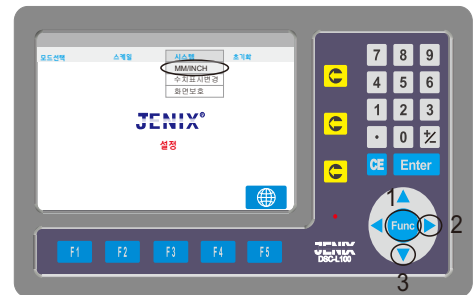 모드선택 스케일 시스템 초기화
MM/INCH
수치표시변경
화면보호
JENIX®
설정
7 8 9
4 5 6
1 2 3
· 0 +/-
CE Enter
1
Func 2
3
F1 F2 F3 F4 F5
JENIX
DSC-L100